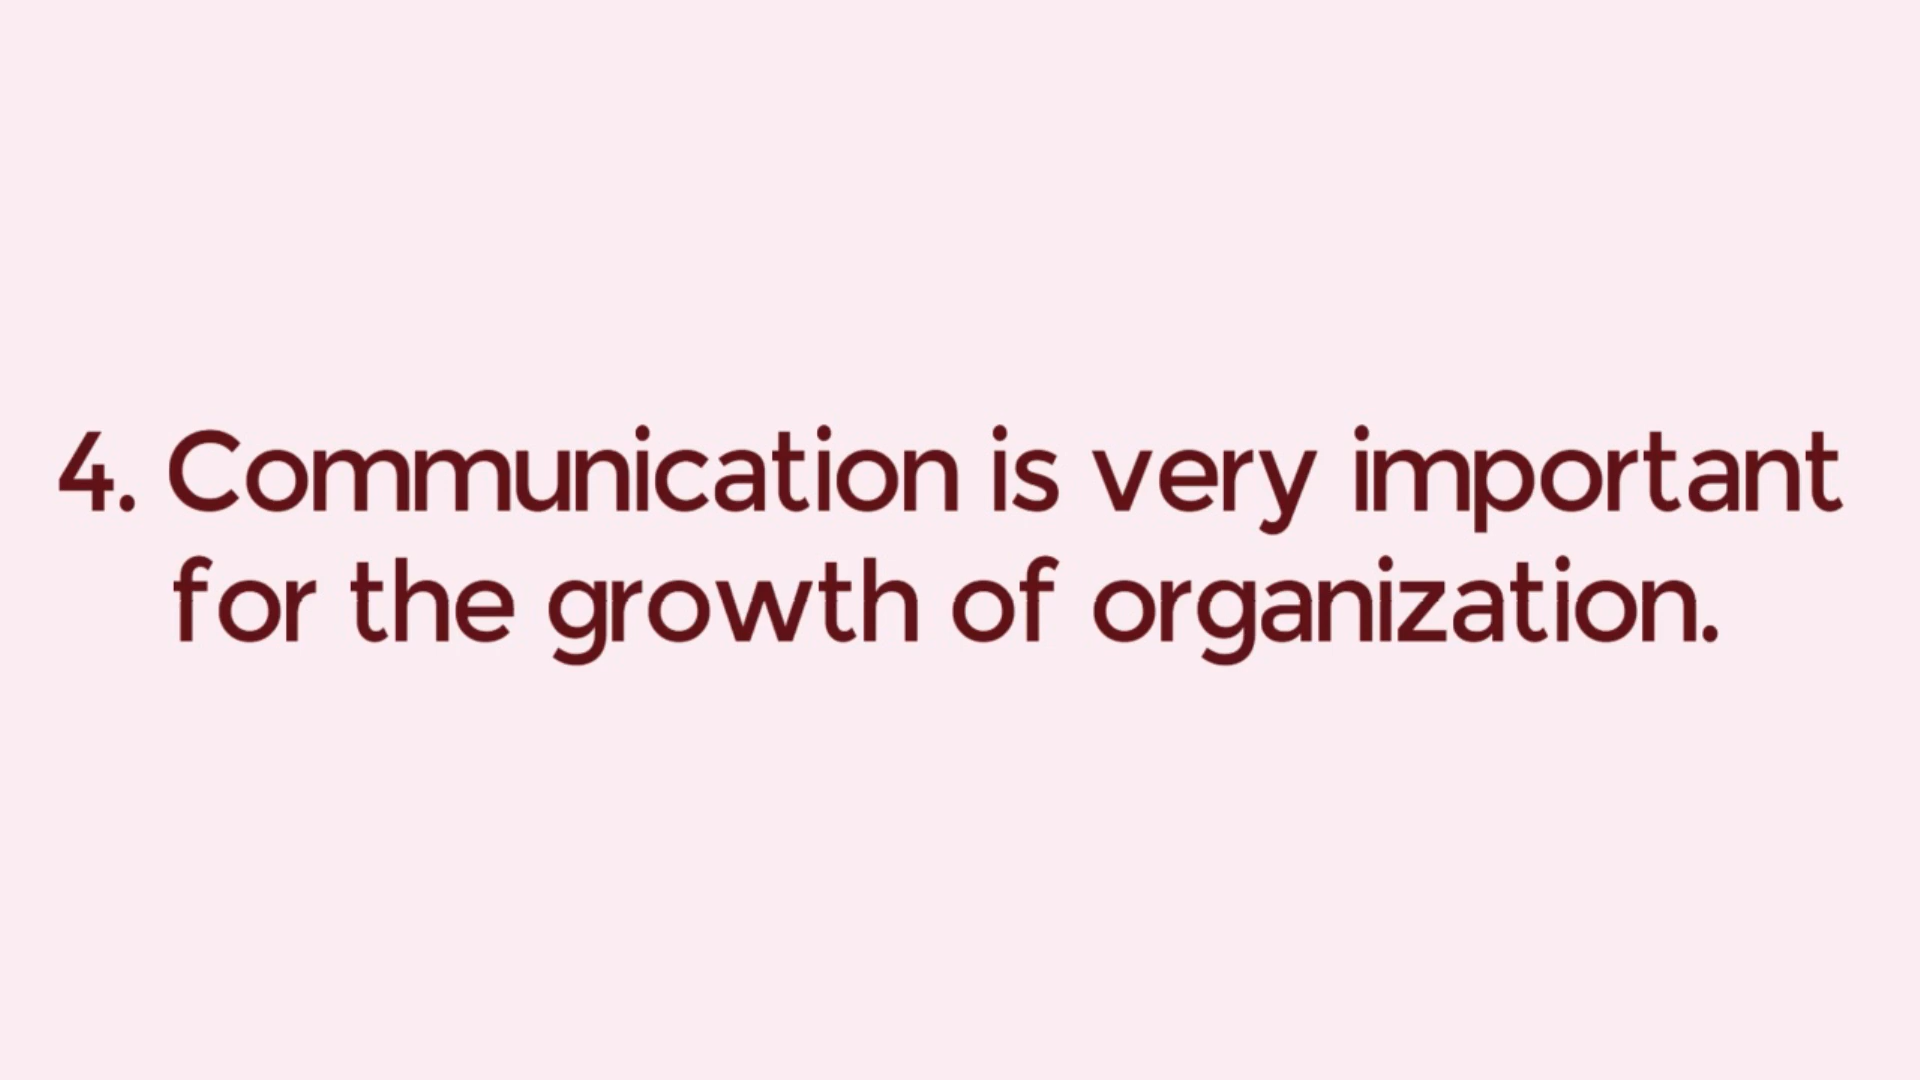 4. Communication is very important
for the growth of organization.